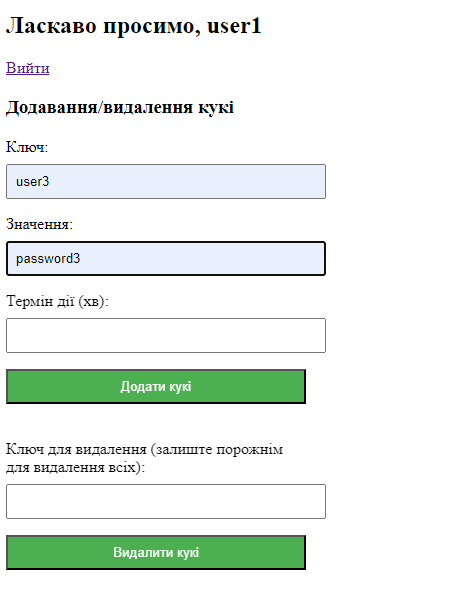 Ласкаво просимо, user1
Вийти
Додавання/видалення кукі
Ключ:
user3
Значення:
password3
Термін дії (хв):
Додати кукі
Ключ для видалення (залиште порожнім
для видалення всіх):
Видалити кукі